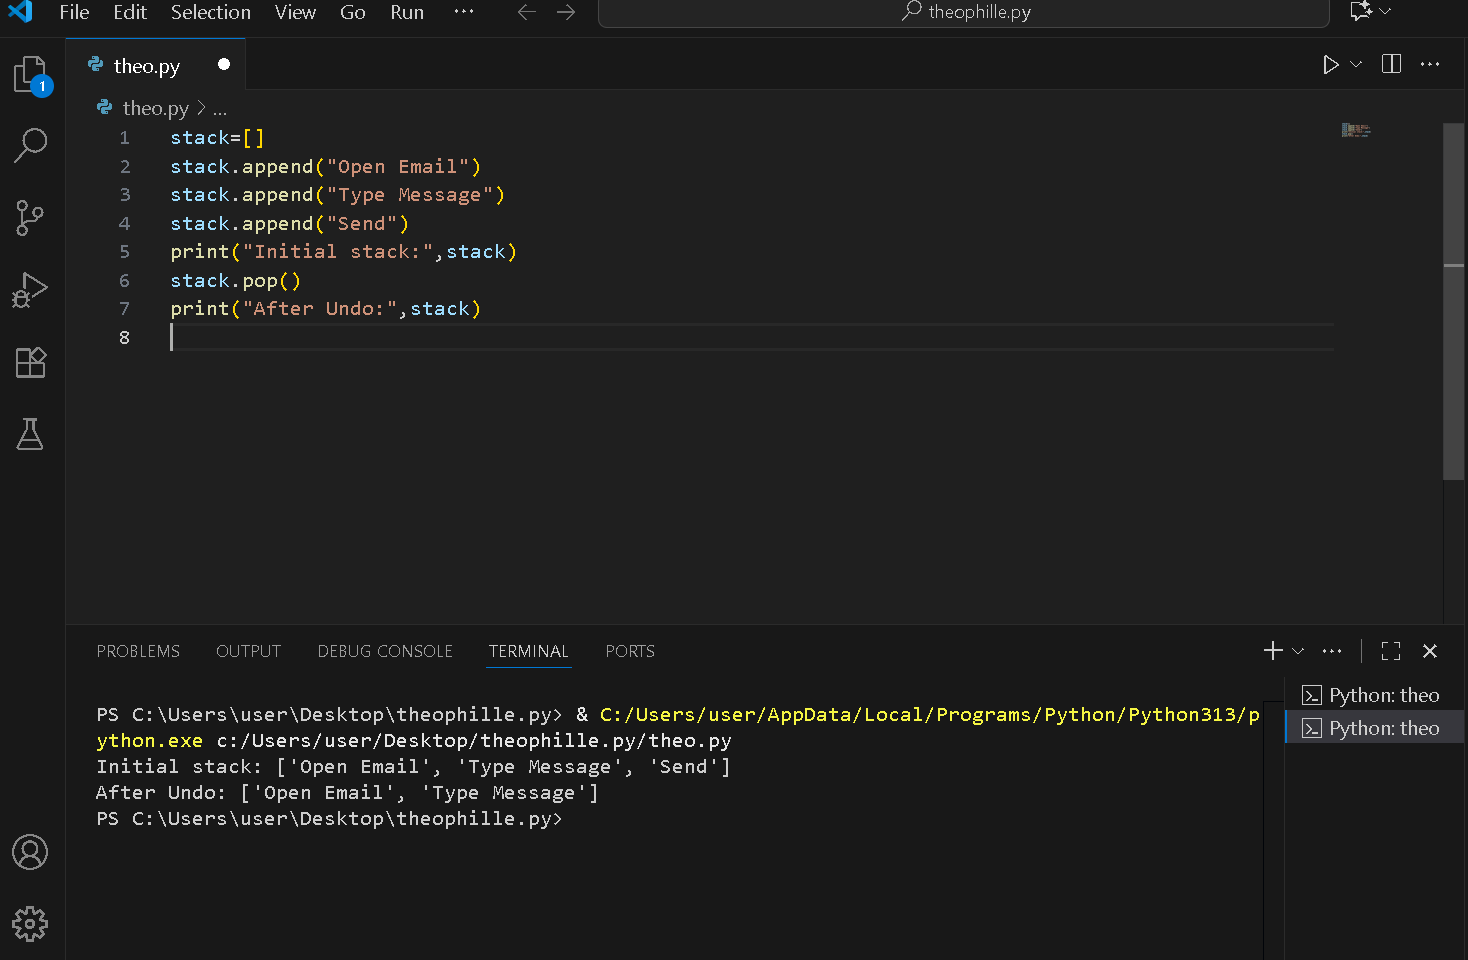 File Edit Selection View Go Run ··· theophille.py
theo.py
1
theo.py > ...
1 stack=[]
2 stack.append("Open Email")
3 stack.append("Type Message")
4 stack.append("Send")
5 print("Initial stack:",stack)
6 stack.pop()
7 print("After Undo:",stack)
8
PROBLEMS OUTPUT DEBUG CONSOLE TERMINAL PORTS
Python: theo
Python: theo
PS C:\Users\user\Desktop\theophille.py> & C:/Users/user/AppData/Local/Programs/Python/Python313/p
ython.exe c:/Users/user/Desktop/theophille.py/theo.py
Initial stack: ['Open Email', 'Type Message', 'Send']
After Undo: ['Open Email', 'Type Message']
PS C:\Users\user\Desktop\theophille.py>